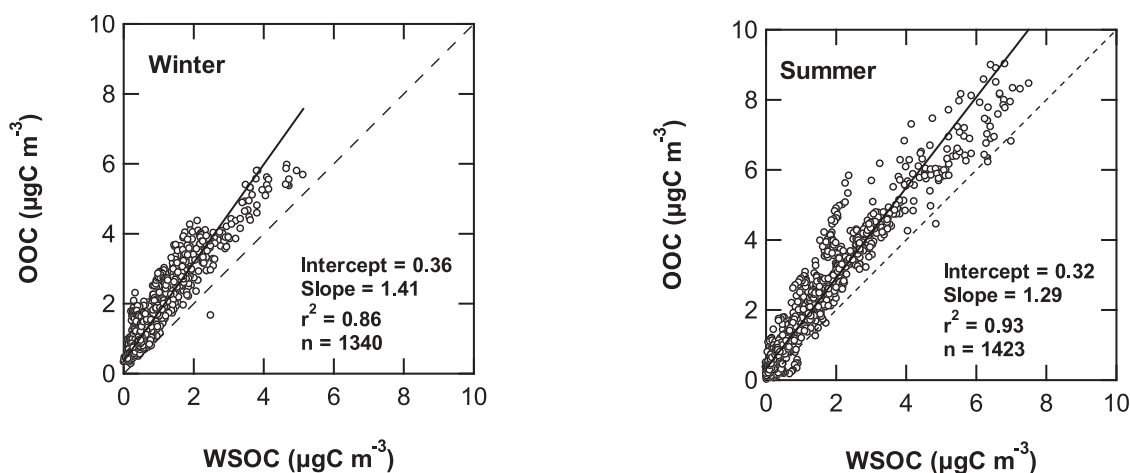 10
8
6
4
2
0
OOC (µgC m⁻³)
Winter
Intercept = 0.36
Slope = 1.41
r² = 0.86
n = 1340
0 2 4 6 8 10
WSOC (µgC m⁻³)
10
8
6
4
2
0
OOC (µgC m⁻³)
Summer
Intercept = 0.32
Slope = 1.29
r² = 0.93
n = 1423
0 2 4 6 8 10
WSOC (µgC m⁻³)